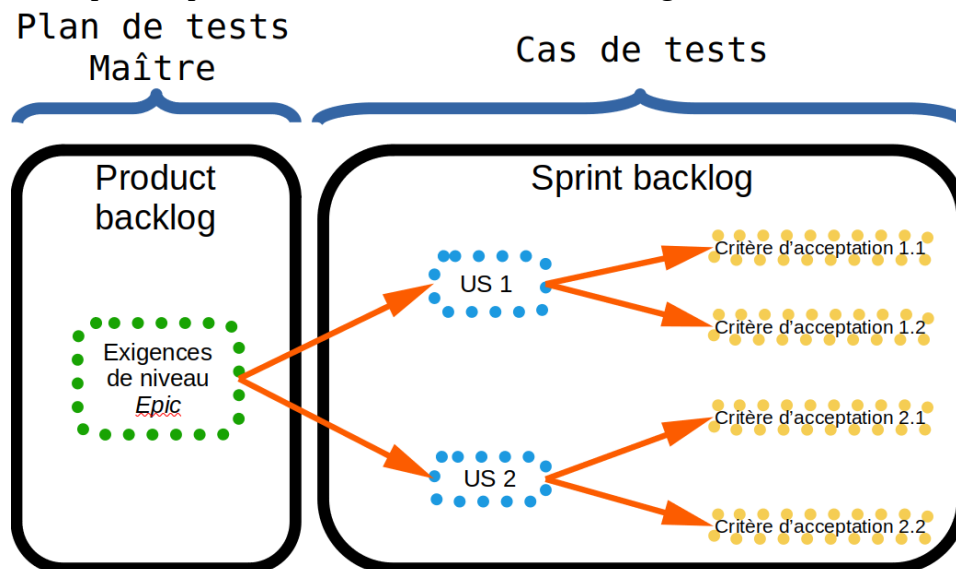 Plan de tests
Maître
Cas de tests
Product
backlog
Sprint backlog
Exigences
de niveau
Epic
US 1
US 2
Critère d'acceptation 1.1
Critère d'acceptation 1.2
Critère d'acceptation 2.1
Critère d'acceptation 2.2